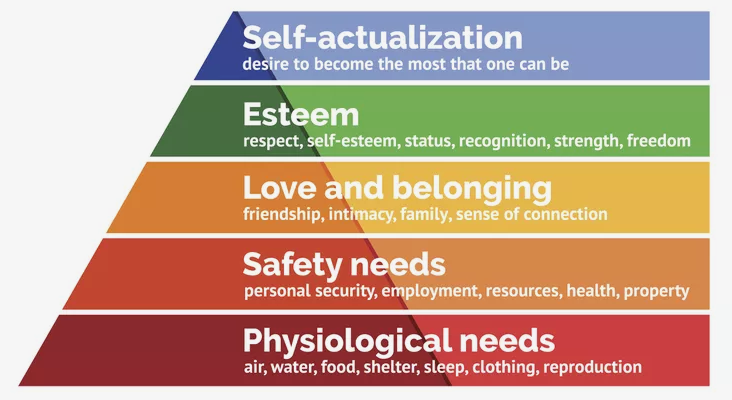 Self-actualization
desire to become the most that one can be
Esteem
respect, self-esteem, status, recognition, strength, freedom
Love and belonging
friendship, intimacy, family, sense of connection
Safety needs
personal security, employment, resources, health, property
Physiological needs
air, water, food, shelter, sleep, clothing, reproduction